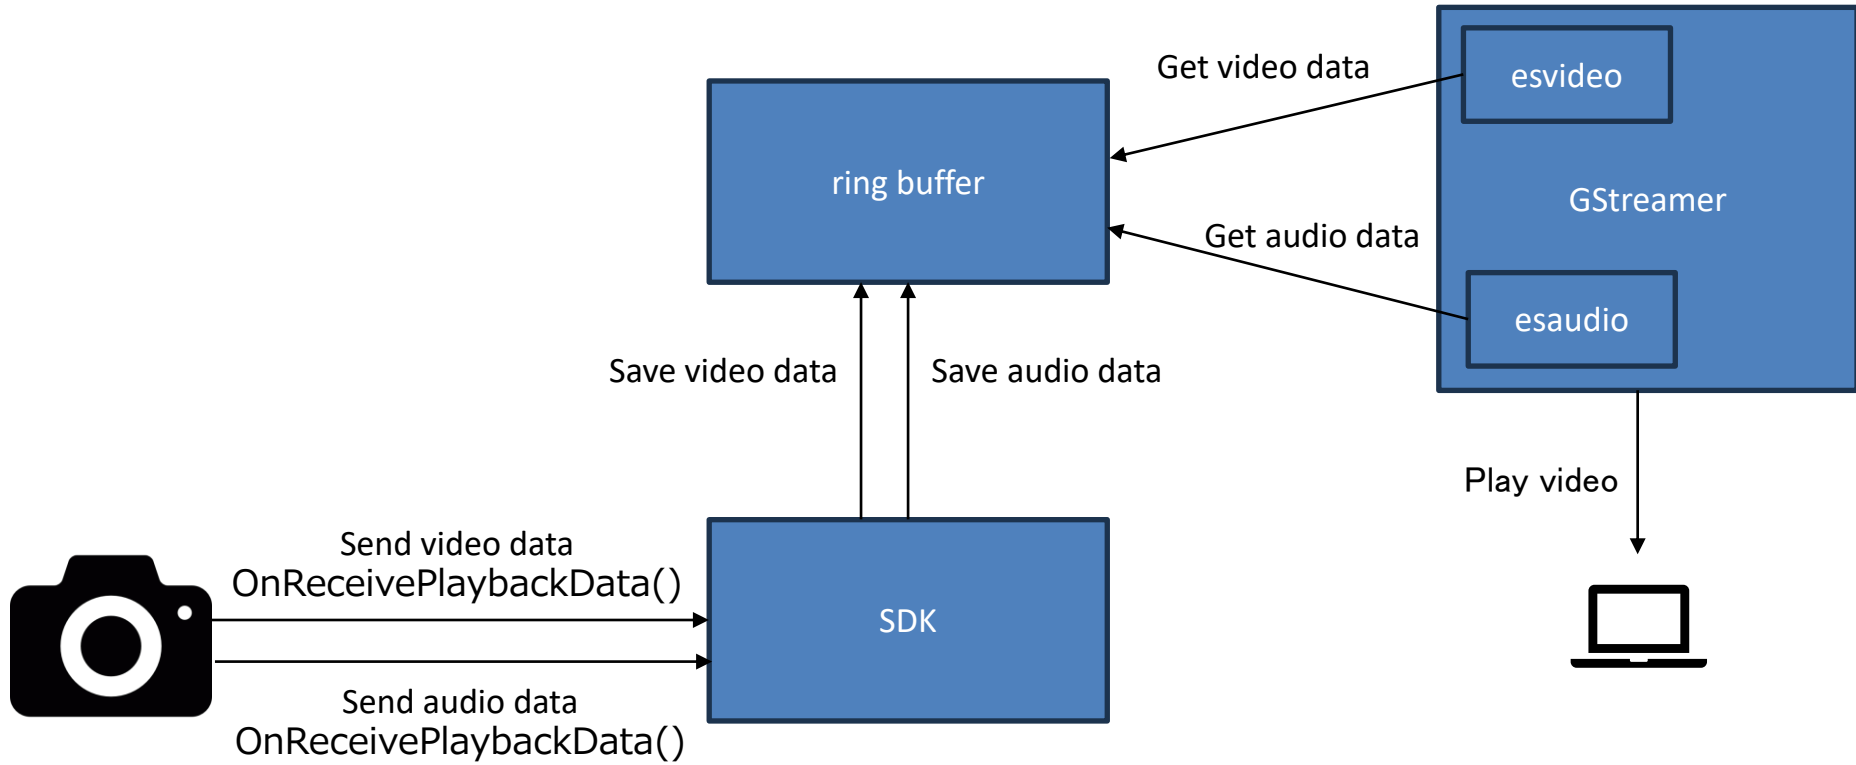 Get video data
esvideo
ring buffer
GStreamer
Get audio data
esaudio
Save video data
Save audio data
Play video
Send video data
OnReceivePlaybackData()
SDK
Send audio data
OnReceivePlaybackData()